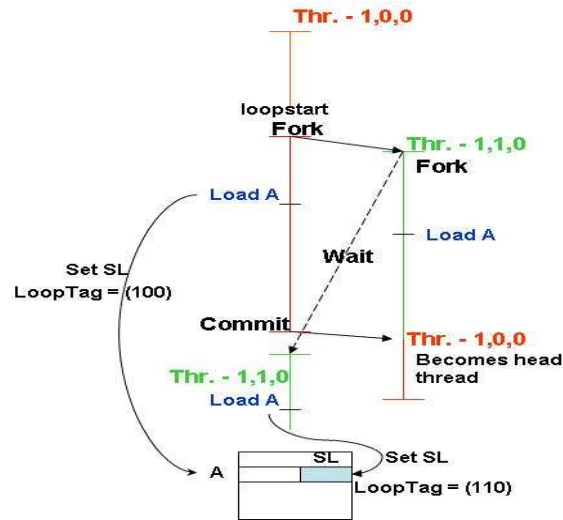 Thr. - 1,0,0
loopstart
Fork
Thr. - 1,1,0
Fork
Load A
Load A
Wait
Set SL
LoopTag = (100)
Commit
Thr. - 1,0,0
Becomes head
thread
Thr. - 1,1,0
Load A
SL
Set SL
A
LoopTag = (110)